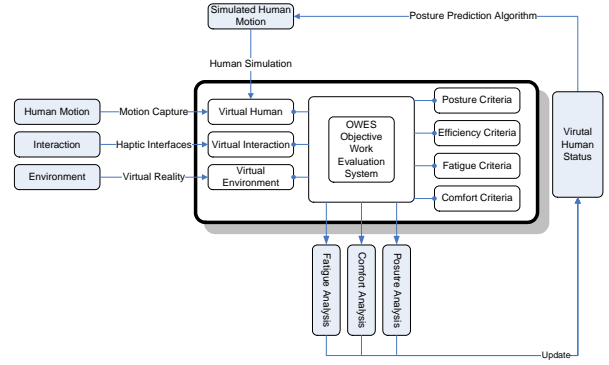 Simulated Human
Motion
Posture Prediction Algorithm
Human Simulation
Human Motion
Motion Capture
Virtual Human
Interaction
Haptic Interfaces
Virtual Interaction
Environment
Virtual Reality
Virtual
Environment
OWES
Objective
Work
Evaluation
System
Posture Criteria
Efficiency Criteria
Fatigue Criteria
Comfort Criteria
Virutal
Human
Status
Fatigue Analysis
Comfort Analysis
Posutre Analysis
Update